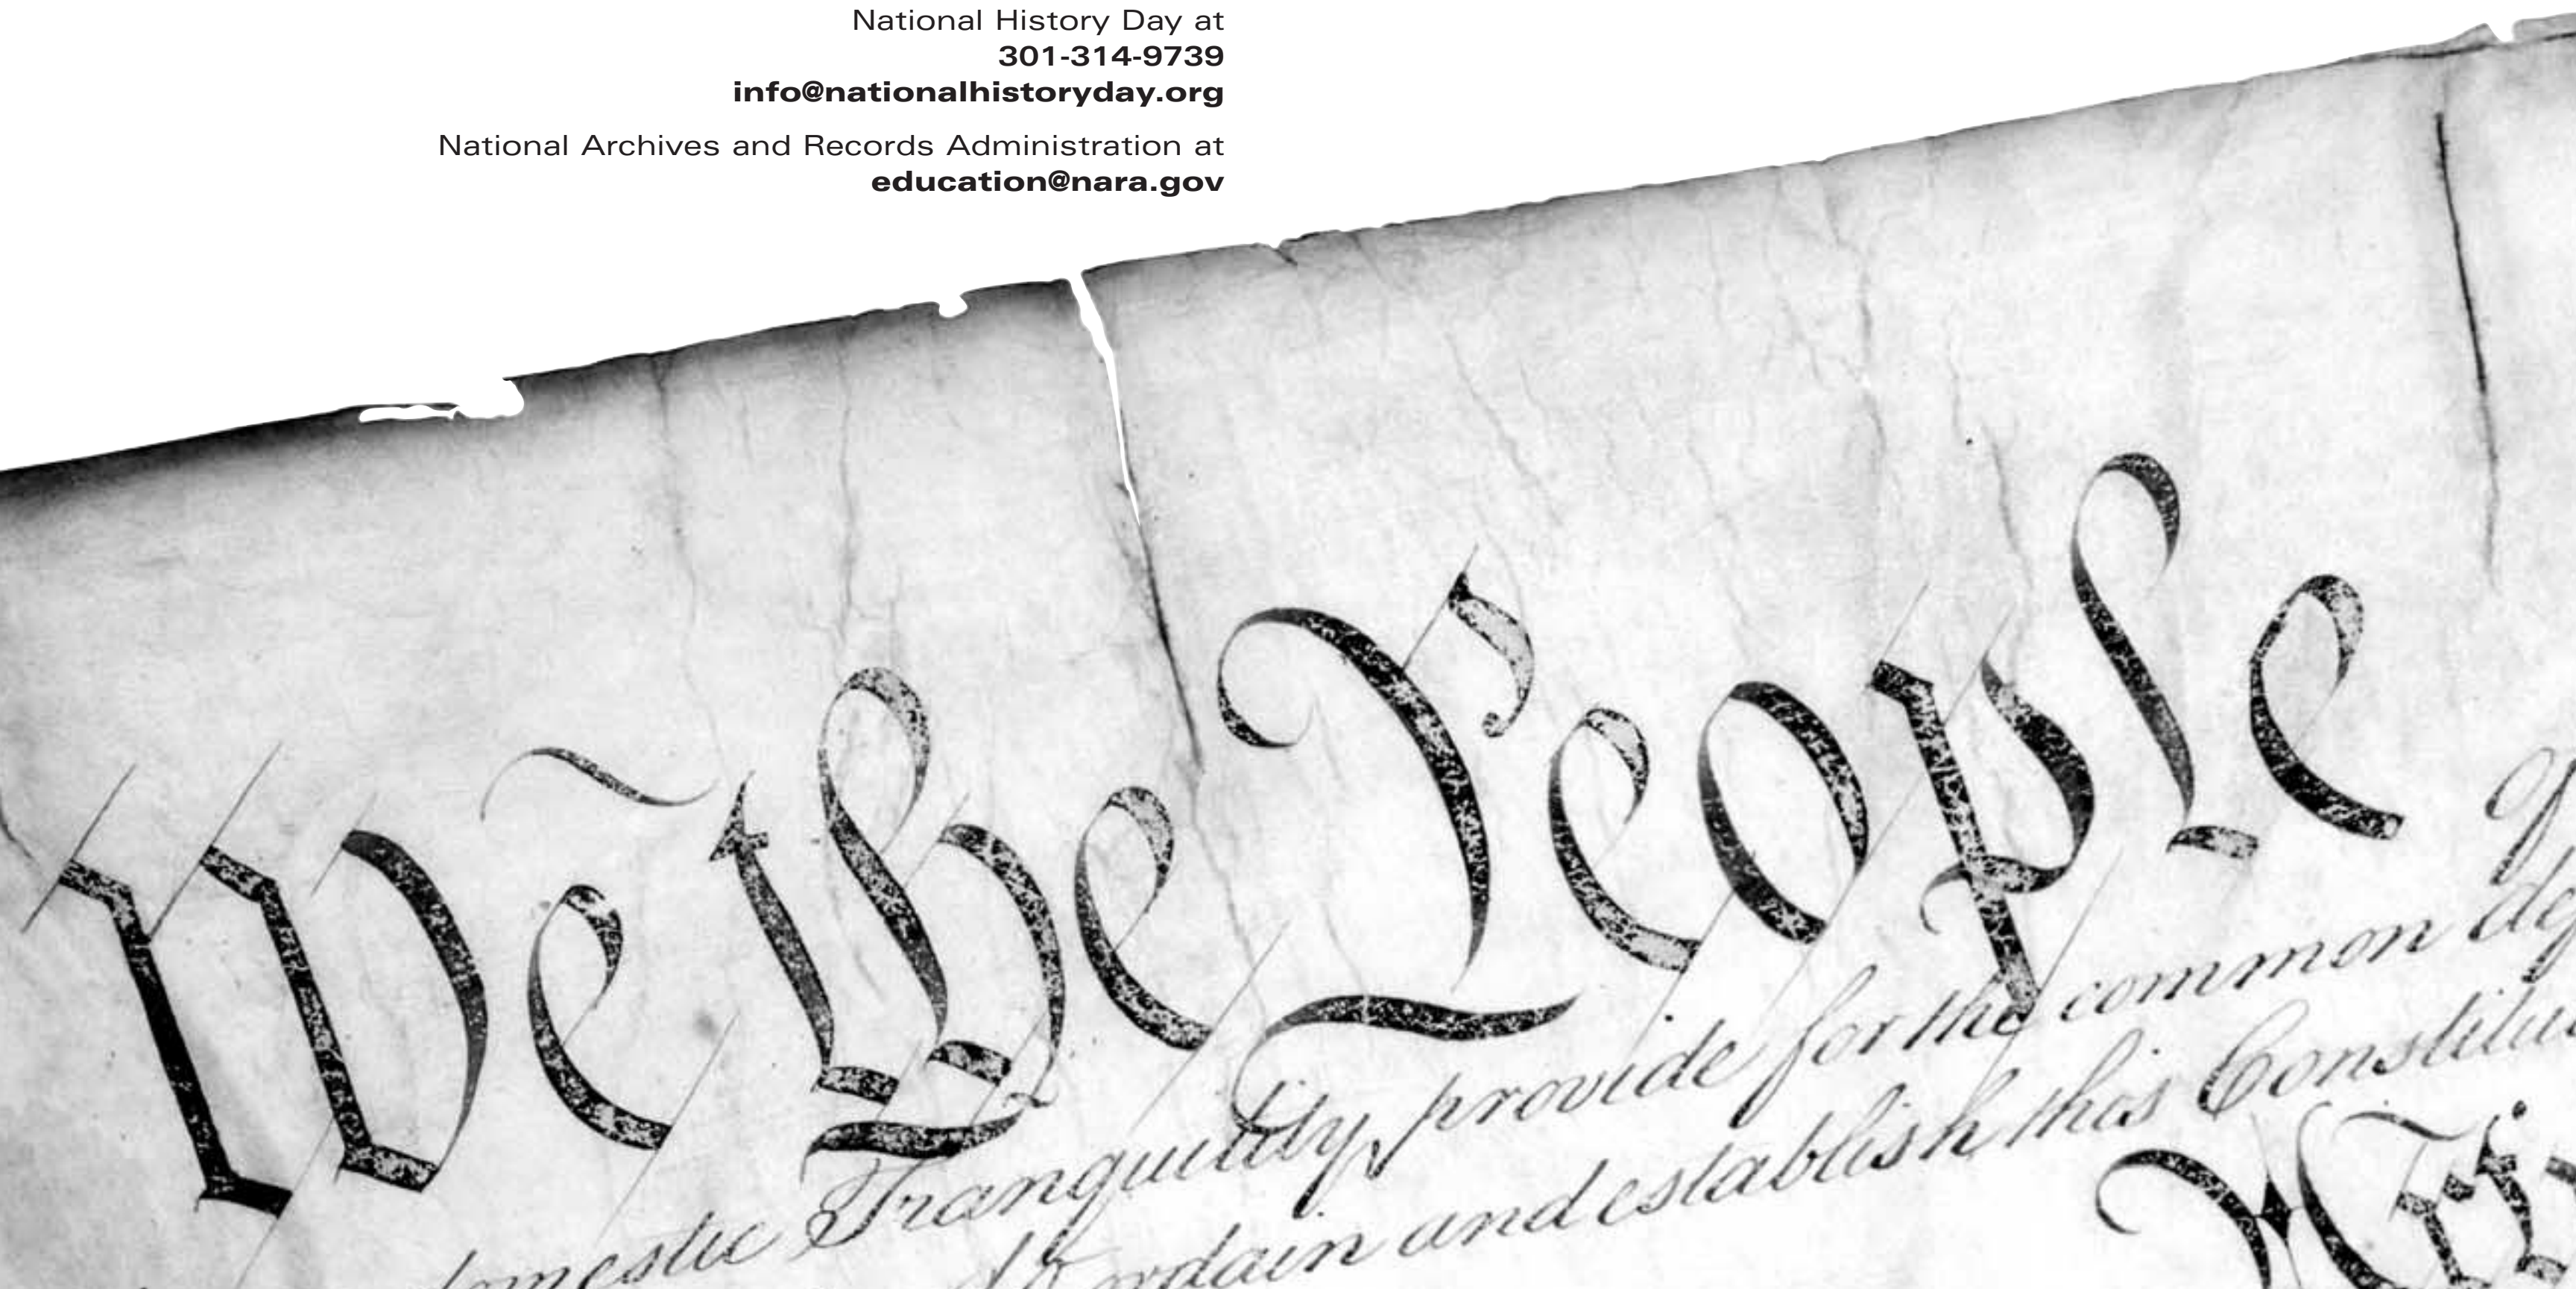 National History Day at
301-314-9739
info@nationalhistoryday.org
National Archives and Records Administration at
education@nara.gov
We the People
domestic Tranquility, provide for the common
ordain and establish this